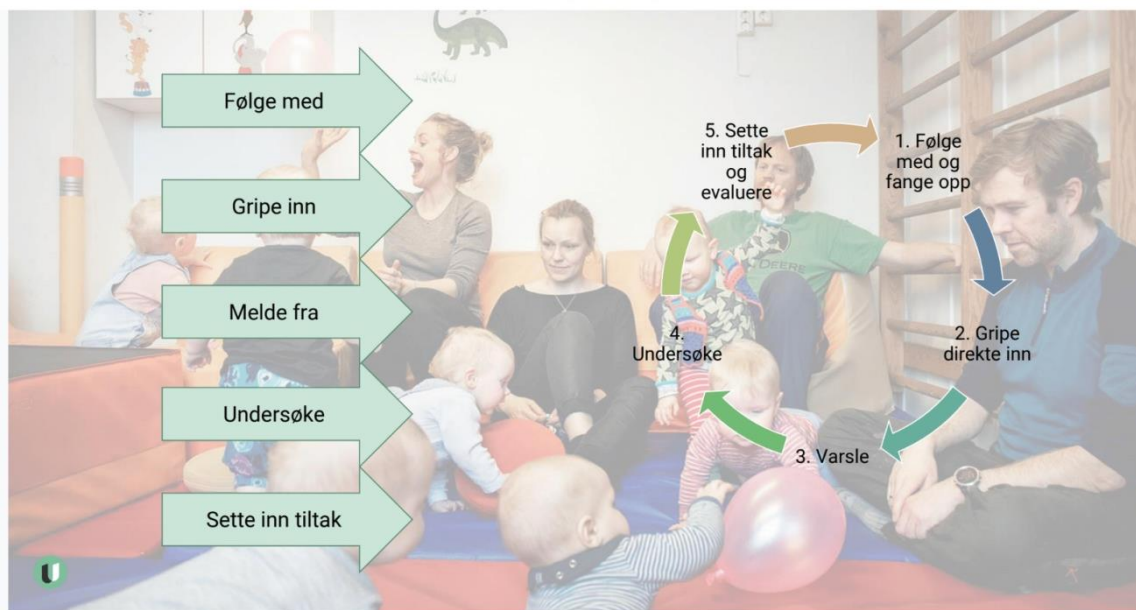 Følge med
Gripe inn
Melde fra
Undersøke
Sette inn tiltak
5. Sette
inn tiltak
og
evaluere
1. Følge
med og
fange opp
2. Gripe
direkte inn
3. Varsle
4.
Undersøke
DEERE
U